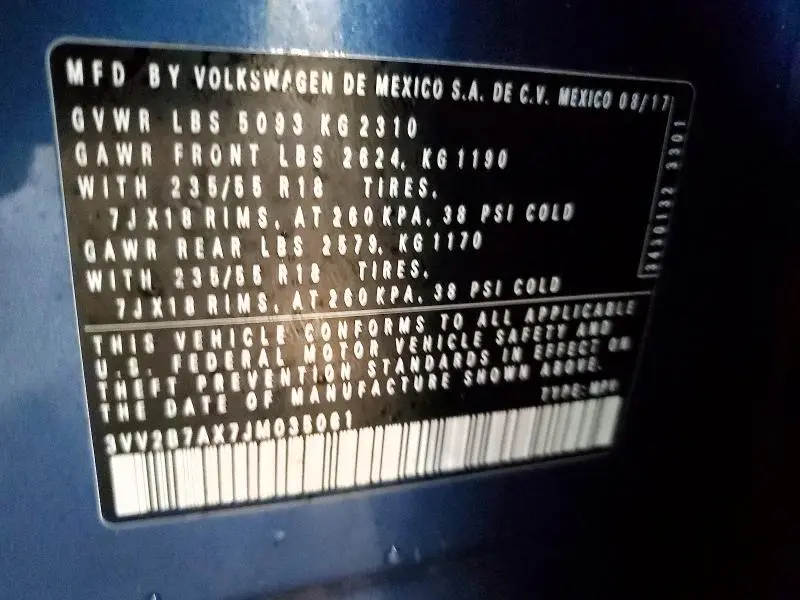 MFD BY VOLKSWAGEN DE MEXICO S.A. DE C.V. MEXICO 08/17
GVWR LBS 5093 KG 2310
GAWR FRONT LBS 2624, KG 1190
WITH 235/55 R18 TIRES,
7JX18 RIMS, AT 260 KPA, 38 PSI COLD
GAWR REAR LBS 2579, KG 1170
WITH 235/55 R18 TIRES,
7JX18 RIMS, AT 260 KPA, 38 PSI COLD
3430132 3301
THIS VEHICLE CONFORMS TO ALL APPLICABLE
U.S. FEDERAL MOTOR VEHICLE SAFETY AND
THEFT PREVENTION STANDARDS IN EFFECT ON
THE DATE OF MANUFACTURE SHOWN ABOVE.
TYPE: MPV
3VV2B7AX7JM035061